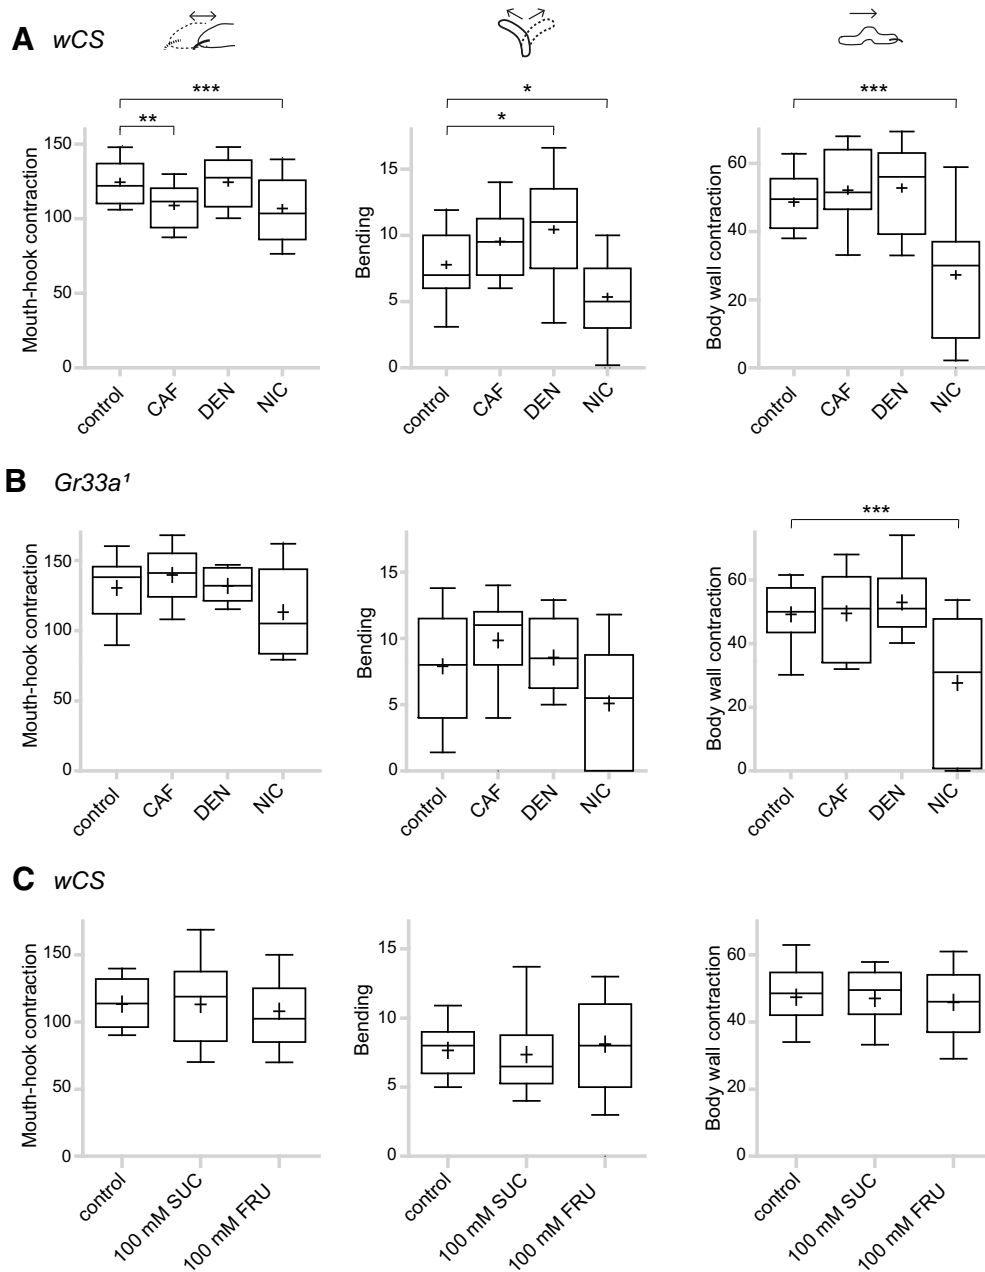 A wCS
***
**
Mouth-hook contraction
150
100
50
0
control CAF DEN NIC
*
*
Bending
15
10
5
0
control CAF DEN NIC
***
Body wall contraction
60
40
20
0
control CAF DEN NIC
B Gr33a¹
Mouth-hook contraction
150
100
50
0
control CAF DEN NIC
Bending
15
10
5
0
control CAF DEN NIC
***
Body wall contraction
60
40
20
0
control CAF DEN NIC
C wCS
Mouth-hook contraction
150
100
50
0
control 100 mM SUC 100 mM FRU
Bending
15
10
5
0
control 100 mM SUC 100 mM FRU
Body wall contraction
60
40
20
0
control 100 mM SUC 100 mM FRU